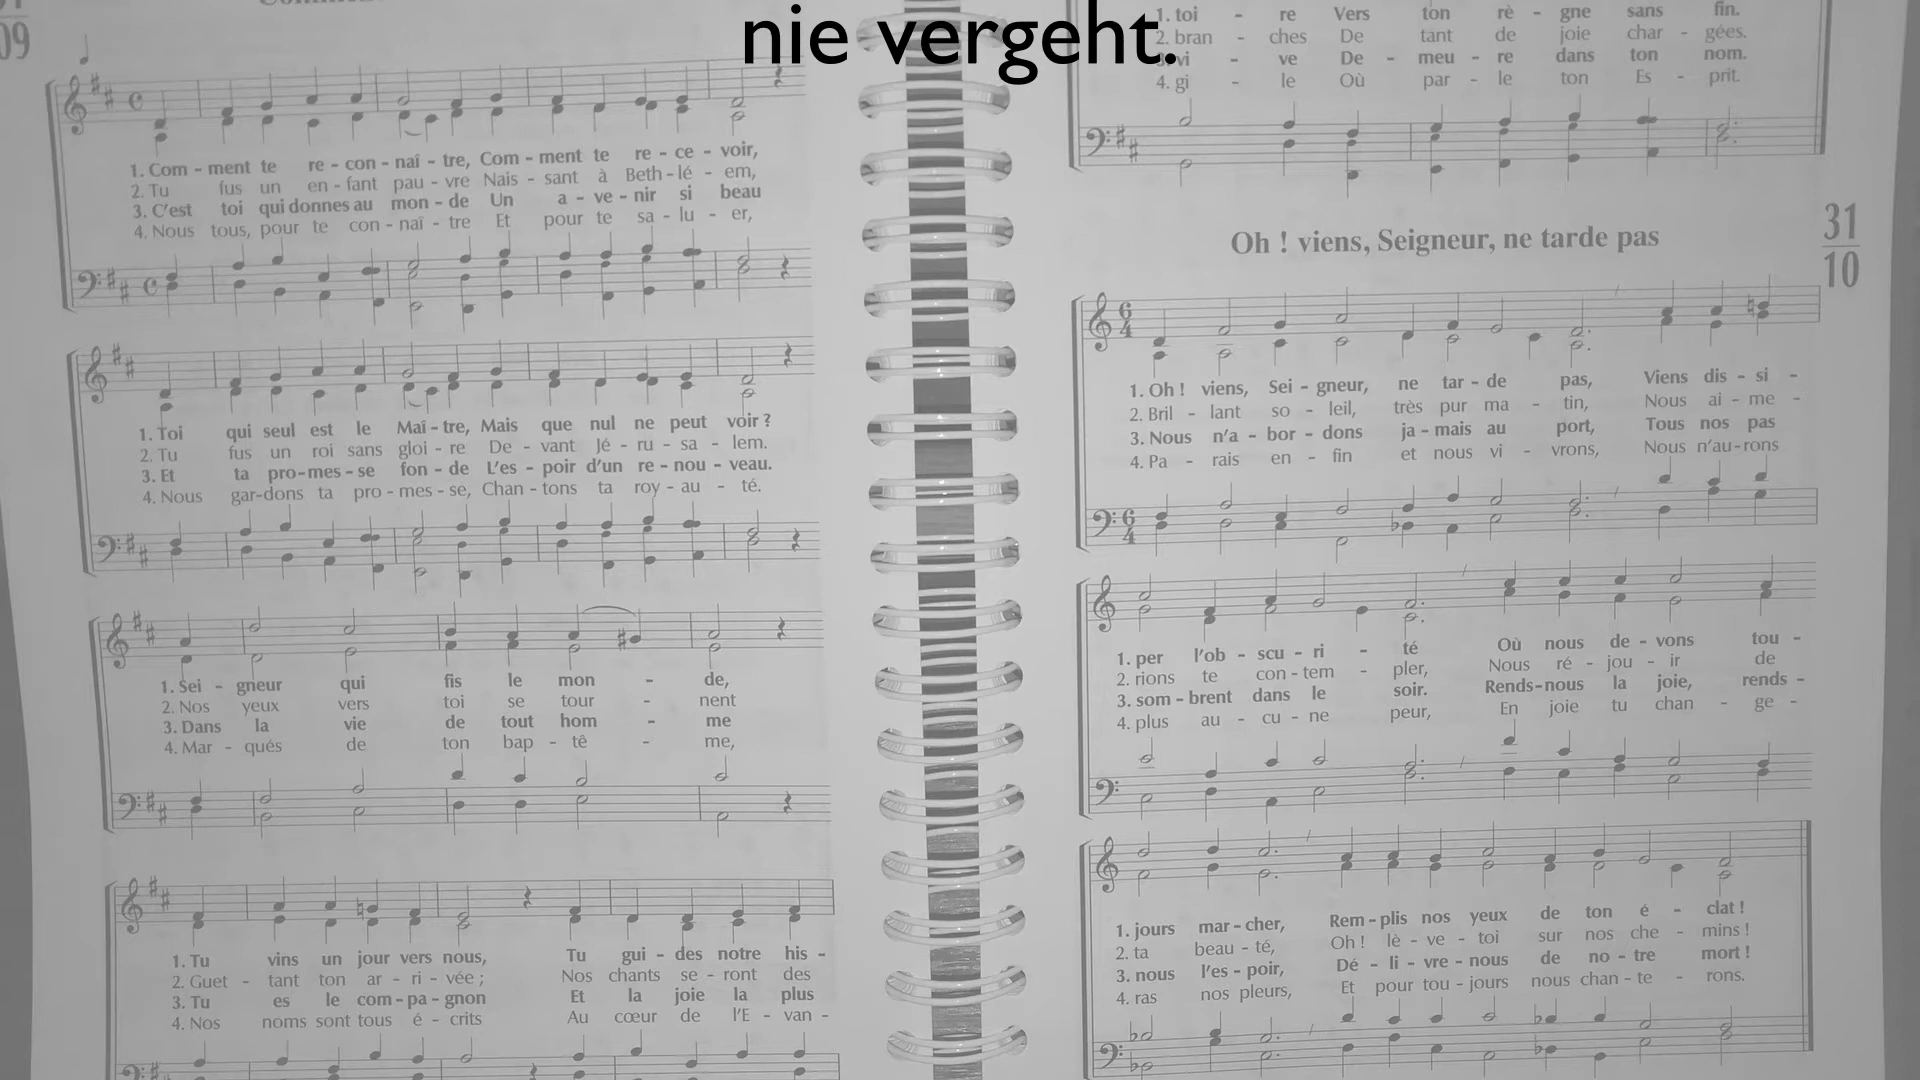 nie vergeht.
09
1. Com - ment te re - con - naî - tre, Com - ment te re - ce - voir,
2. Tu fus un en - fant pau - vre Nais - sant à Beth - lé - em,
3. C'est toi qui donnes au mon - de Un a - ve - nir si beau
4. Nous tous, pour te con - naî - tre Et pour te sa - lu - er,
1. Toi qui seul est le Maî - tre, Mais que nul ne peut voir ?
2. Tu fus un roi sans gloi - re De - vant Jé - ru - sa - lem.
3. Et ta pro - mes - se fon - de L'es - poir d'un re - nou - veau.
4. Nous gar - dons ta pro - mes - se, Chan - tons ta roy - au - té.
1. Sei - gneur qui fis le mon - de,
2. Nos yeux vers toi se tour - nent
3. Dans la vie de tout hom - me
4. Mar - qués de ton bap - tê - me,
1. Tu vins un jour vers nous, Tu gui - des notre his -
2. Guet - tant ton ar - ri - vée ; Nos chants se - ront des
3. Tu es le com - pa - gnon Et la joie la plus
4. Nos noms sont tous é - crits Au cœur de l'E - van -
1. toi - re Vers ton rè - gne sans fin.
2. bran - ches De tant de joie char - gées.
3. vi - ve De - meu - re dans ton nom.
4. gi - le Où par - le ton Es - prit.
31
10
Oh ! viens, Seigneur, ne tarde pas
6
4
1. Oh ! viens, Sei - gneur, ne tar - de pas, Viens dis - si -
2. Bril - lant so - leil, très pur ma - tin, Nous ai - me -
3. Nous n'a - bor - dons ja - mais au port, Tous nos pas
4. Pa - rais en - fin et nous vi - vrons, Nous n'au - rons
6
4
1. per l'ob - scu - ri - té Où nous de - vons tou -
2. rions te con - tem - pler, Nous ré - jou - ir de
3. som - brent dans le soir. Rends - nous la joie, rends -
4. plus au - cu - ne peur, En joie tu chan - ge -
1. jours mar - cher, Rem - plis nos yeux de ton é - clat !
2. ta beau - té, Oh ! lè - ve - toi sur nos che - mins !
3. nous l'es - poir, Dé - li - vre - nous de no - tre mort !
4. ras nos pleurs, Et pour tou - jours nous chan - te - rons.